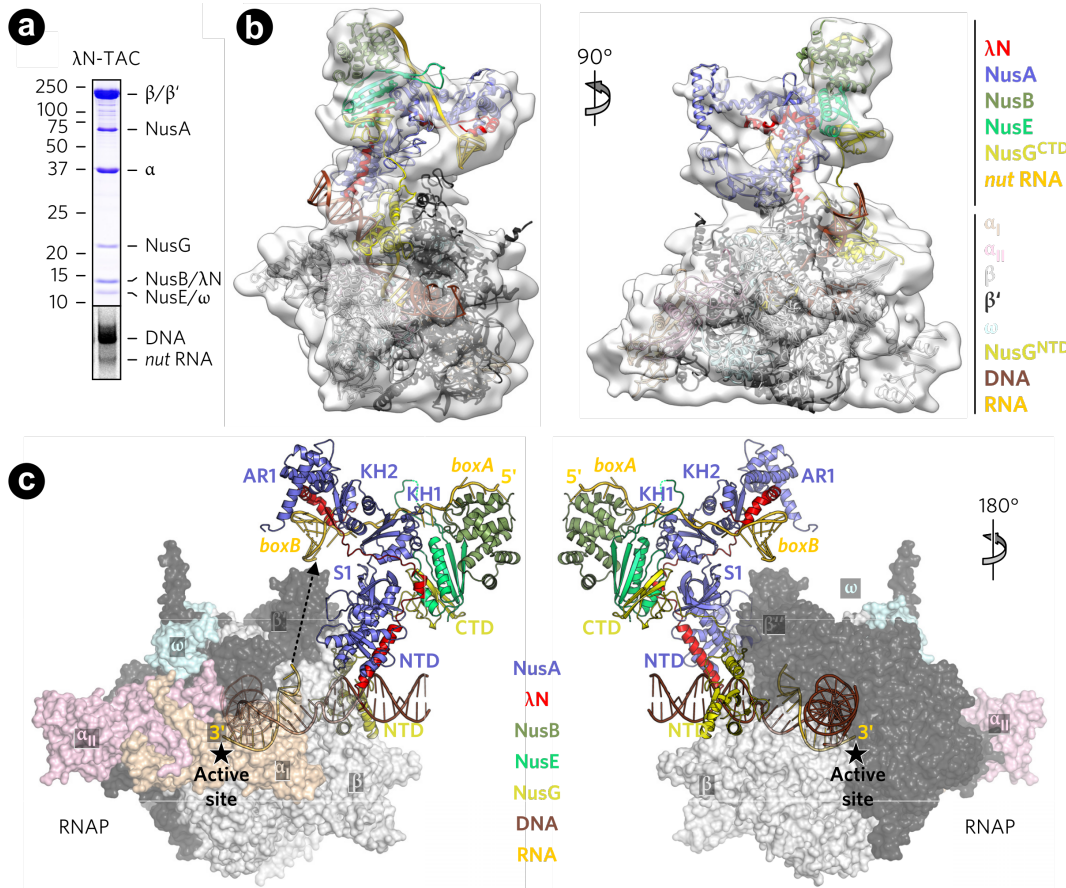 a
λN-TAC
250
100
75
50
37
25
20
15
10
β/β'
NusA
α
NusG
NusB/λN
NusE/ω
DNA
nut RNA
b
90°
λN
NusA
NusB
NusE
NusG^CTD
nut RNA
α_I
α_II
β
β'
ω
NusG^NTD
DNA
RNA
c
AR1
KH2
KH1
boxA
5'
boxB
S1
CTD
NTD
NTD
β'
ω
α_II
3'
Active
site
α_I
β
RNAP
NusA
λN
NusB
NusE
NusG
DNA
RNA
5'
boxA
KH2
KH1
AR1
boxB
S1
CTD
NTD
NTD
β'
ω
α_II
3'
Active
site
β
RNAP
180°